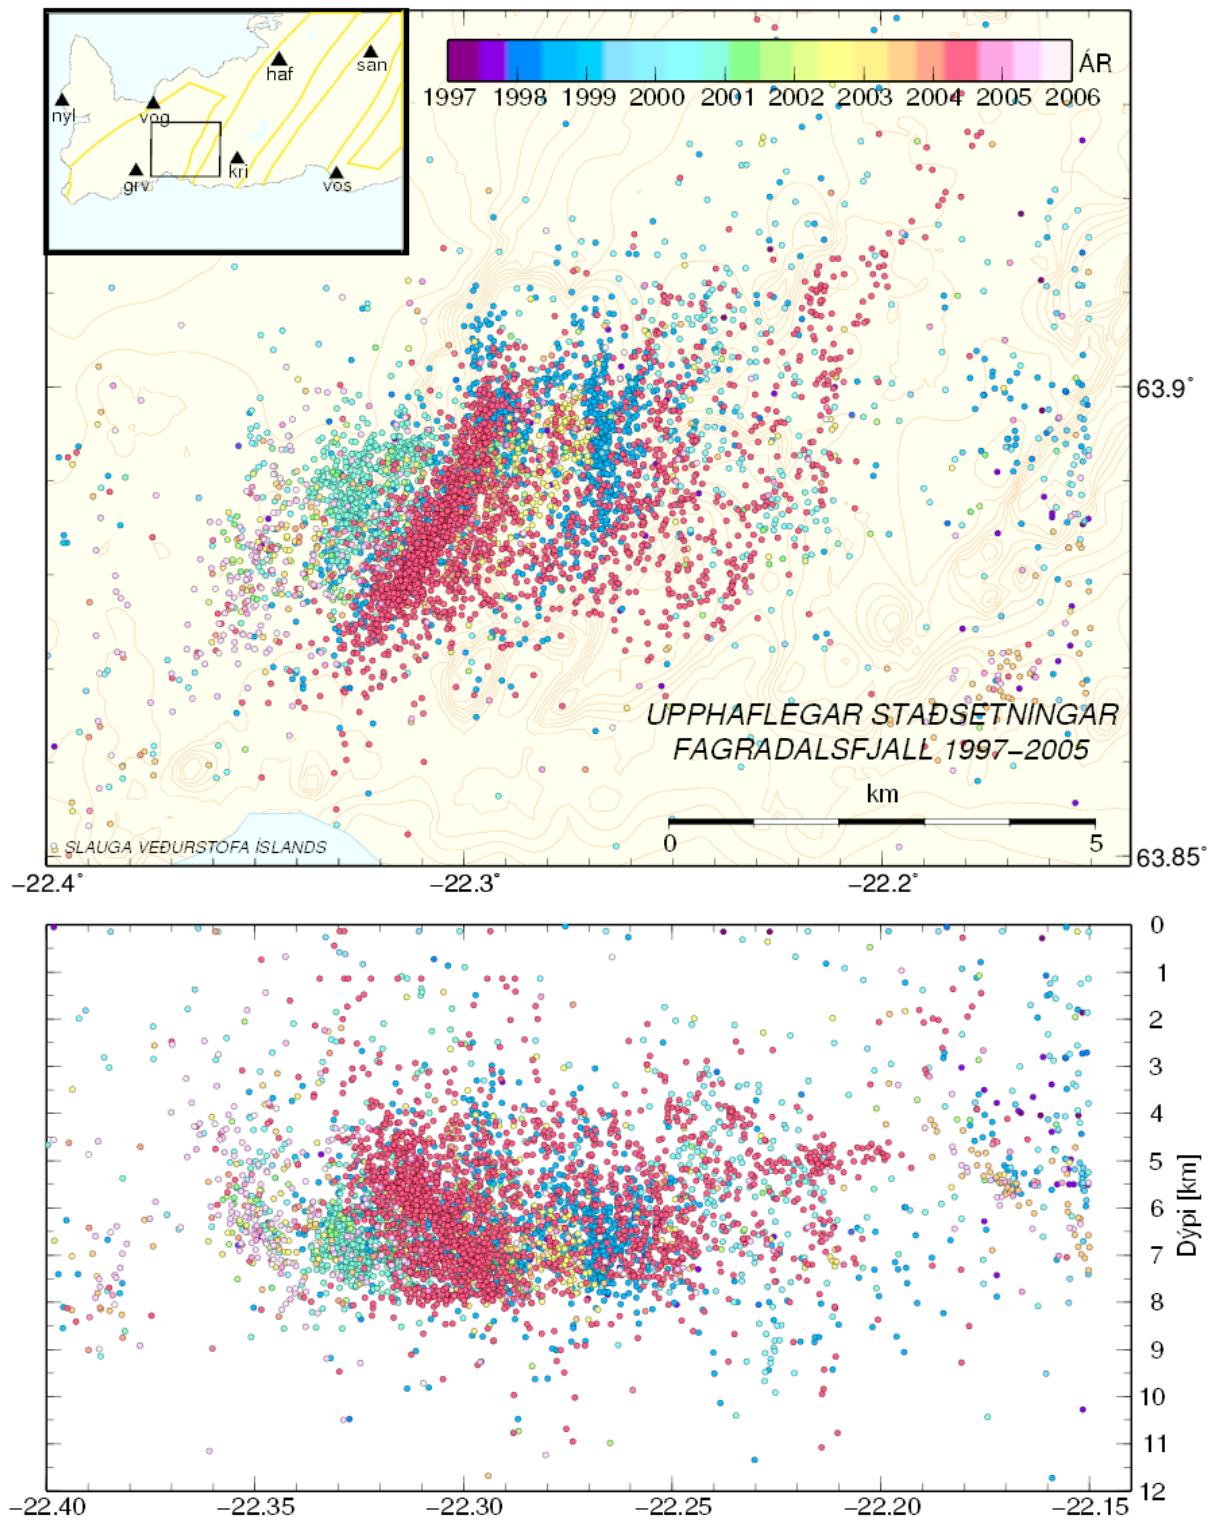 haf
san
nyl
vog
grv
kri
vos
ÁR
1997 1998 1999 2000 2001 2002 2003 2004 2005 2006
63.9°
UPPHAFLEGAR STAÐSETNINGAR
FAGRADALSFJALL 1997−2005
km
0 5
SLAUGA VEÐURSTOFA ÍSLANDS
63.85°
−22.4° −22.3° −22.2°
0
1
2
3
4
5
6
7
8
9
10
11
12
Dýpi [km]
−22.40 −22.35 −22.30 −22.25 −22.20 −22.15